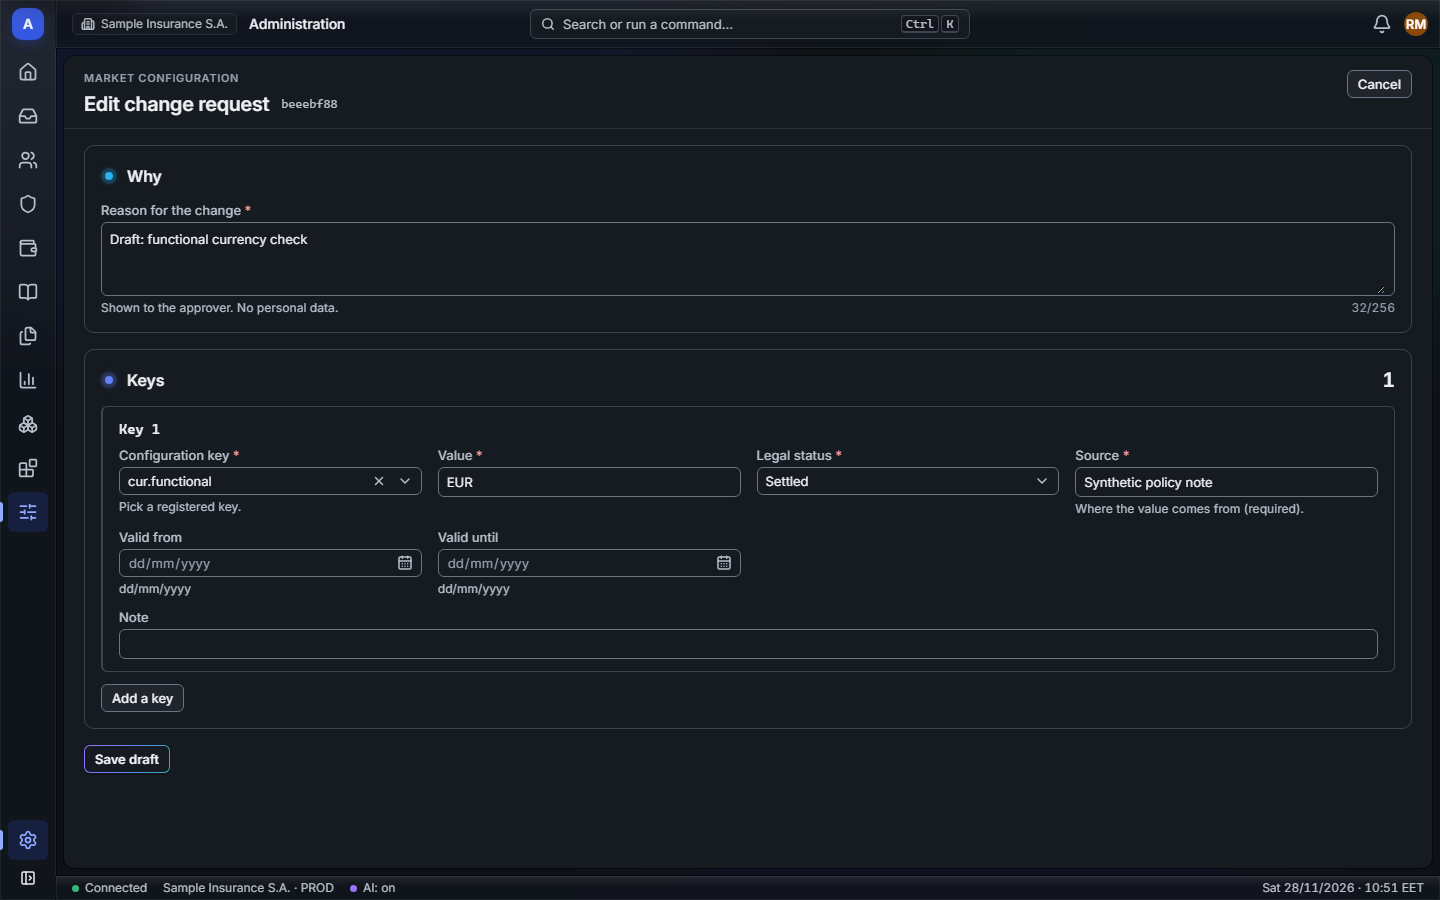 A
Sample Insurance S.A.
Administration
Search or run a command...
Ctrl K
RM
MARKET CONFIGURATION
Edit change request beeebf88
Cancel
Why
Reason for the change *
Draft: functional currency check
Shown to the approver. No personal data.
32/256
Keys
1
Key 1
Configuration key *
Value *
Legal status *
Source *
cur.functional
EUR
Settled
Synthetic policy note
Pick a registered key.
Where the value comes from (required).
Valid from
Valid until
dd/mm/yyyy
dd/mm/yyyy
dd/mm/yyyy
dd/mm/yyyy
Note
Add a key
Save draft
Connected
Sample Insurance S.A. · PROD
AI: on
Sat 28/11/2026 · 10:51 EET